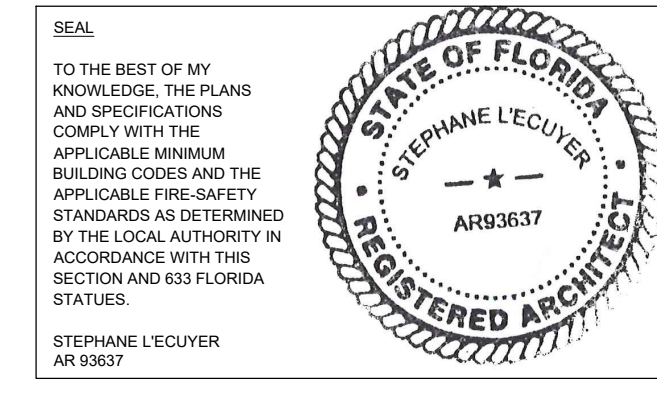 SEAL
TO THE BEST OF MY
KNOWLEDGE, THE PLANS
AND SPECIFICATIONS
COMPLY WITH THE
APPLICABLE MINIMUM
BUILDING CODES AND THE
APPLICABLE FIRE-SAFETY
STANDARDS AS DETERMINED
BY THE LOCAL AUTHORITY IN
ACCORDANCE WITH THIS
SECTION AND 633 FLORIDA
STATUES.
STEPHANE L'ECUYER
AR 93637
STATE OF FLORIDA
STEPHANE L'ECUYER
AR93637
REGISTERED ARCHITECT